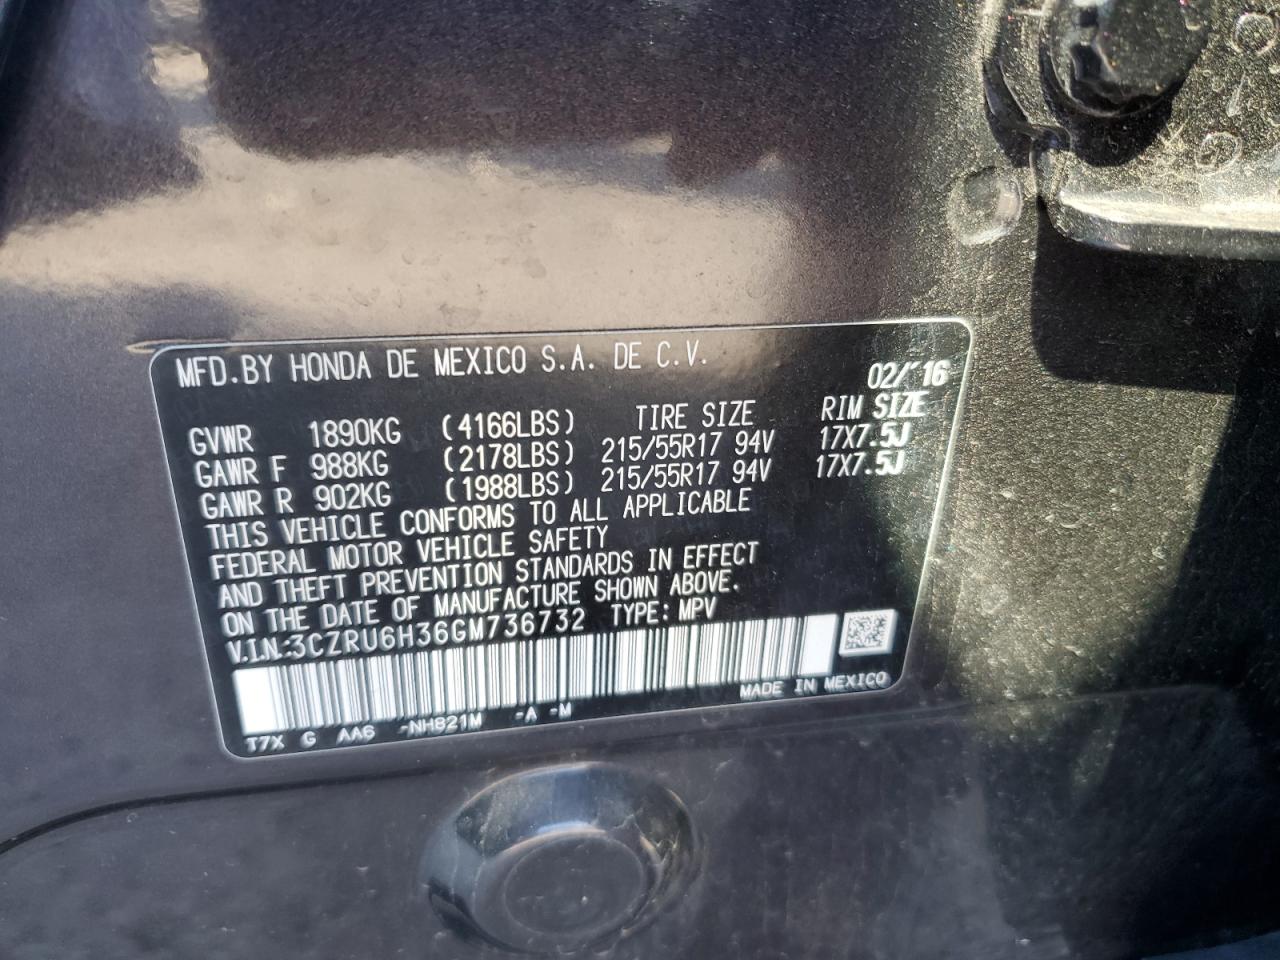 MFD.BY HONDA DE MEXICO S.A. DE C.V. 02/'16
GVWR 1890KG (4166LBS) TIRE SIZE RIM SIZE
GAWR F 988KG (2178LBS) 215/55R17 94V 17X7.5J
GAWR R 902KG (1988LBS) 215/55R17 94V 17X7.5J
THIS VEHICLE CONFORMS TO ALL APPLICABLE
FEDERAL MOTOR VEHICLE SAFETY
AND THEFT PREVENTION STANDARDS IN EFFECT
ON THE DATE OF MANUFACTURE SHOWN ABOVE.
V.I.N.:3CZRU6H36GM736732 TYPE: MPV
MADE IN MEXICO
T7X G AA6 -NH821M -A -M